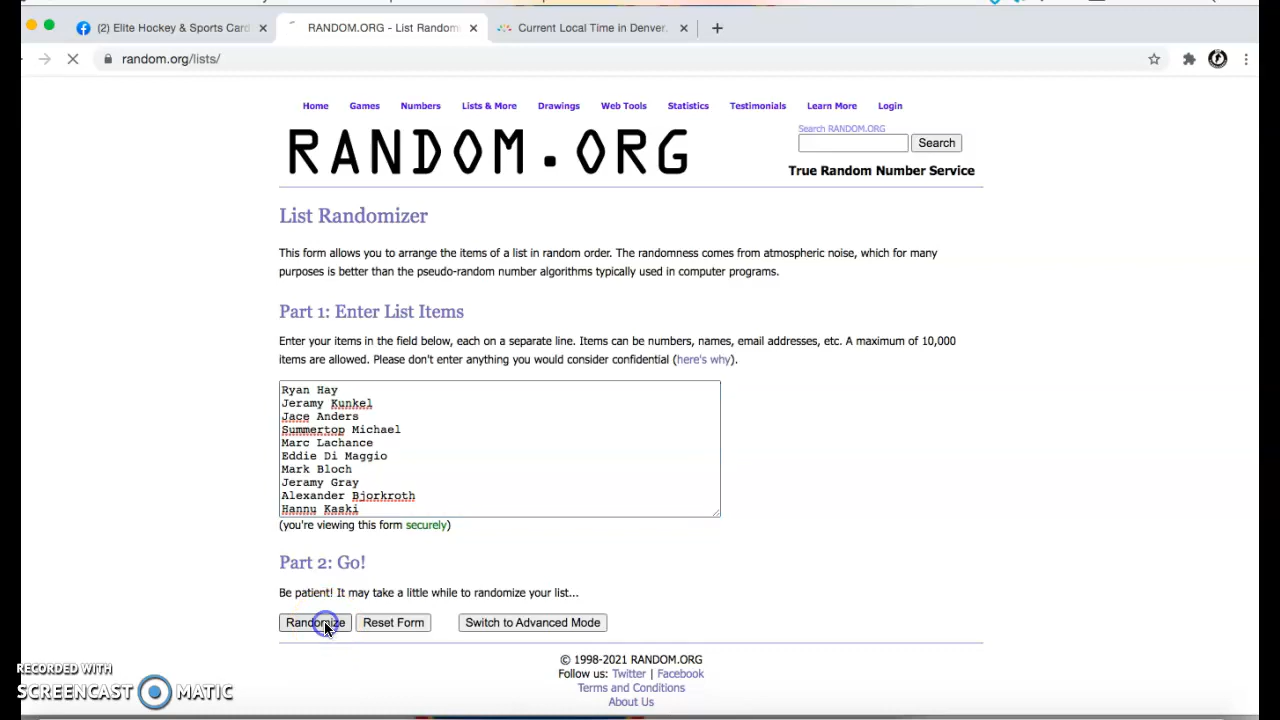 (2) Elite Hockey & Sports Card
RANDOM.ORG - List Random
Current Local Time in Denver,
random.org/lists/
Home Games Numbers Lists & More Drawings Web Tools Statistics Testimonials Learn More Login
RANDOM.ORG
Search RANDOM.ORG
Search
True Random Number Service
List Randomizer
This form allows you to arrange the items of a list in random order. The randomness comes from atmospheric noise, which for many
purposes is better than the pseudo-random number algorithms typically used in computer programs.
Part 1: Enter List Items
Enter your items in the field below, each on a separate line. Items can be numbers, names, email addresses, etc. A maximum of 10,000
items are allowed. Please don't enter anything you would consider confidential (here's why).
Ryan Hay
Jeramy Kunkel
Jace Anders
Summertop Michael
Marc Lachance
Eddie Di Maggio
Mark Bloch
Jeramy Gray
Alexander Bjorkroth
Hannu Kaski
(you're viewing this form securely)
Part 2: Go!
Be patient! It may take a little while to randomize your list...
Randomize Reset Form Switch to Advanced Mode
© 1998-2021 RANDOM.ORG
Follow us: Twitter | Facebook
Terms and Conditions
About Us
RECORDED WITH
SCREENCAST MATIC